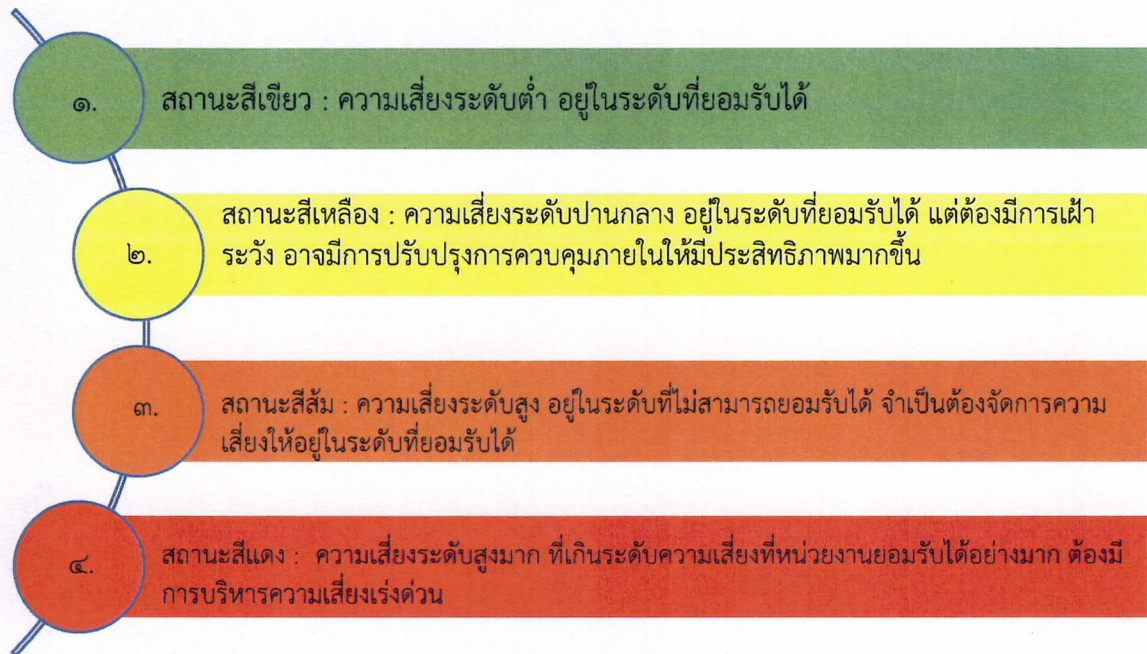 ๑. สถานะสีเขียว : ความเสี่ยงระดับต่ำ อยู่ในระดับที่ยอมรับได้
๒. สถานะสีเหลือง : ความเสี่ยงระดับปานกลาง อยู่ในระดับที่ยอมรับได้ แต่ต้องมีการเฝ้า
ระวัง อาจมีการปรับปรุงการควบคุมภายในให้มีประสิทธิภาพมากขึ้น
๓. สถานะสีส้ม : ความเสี่ยงระดับสูง อยู่ในระดับที่ไม่สามารถยอมรับได้ จำเป็นต้องจัดการความ
เสี่ยงให้อยู่ในระดับที่ยอมรับได้
๔. สถานะสีแดง : ความเสี่ยงระดับสูงมาก ที่เกินระดับความเสี่ยงที่หน่วยงานยอมรับได้อย่างมาก ต้องมี
การบริหารความเสี่ยงเร่งด่วน